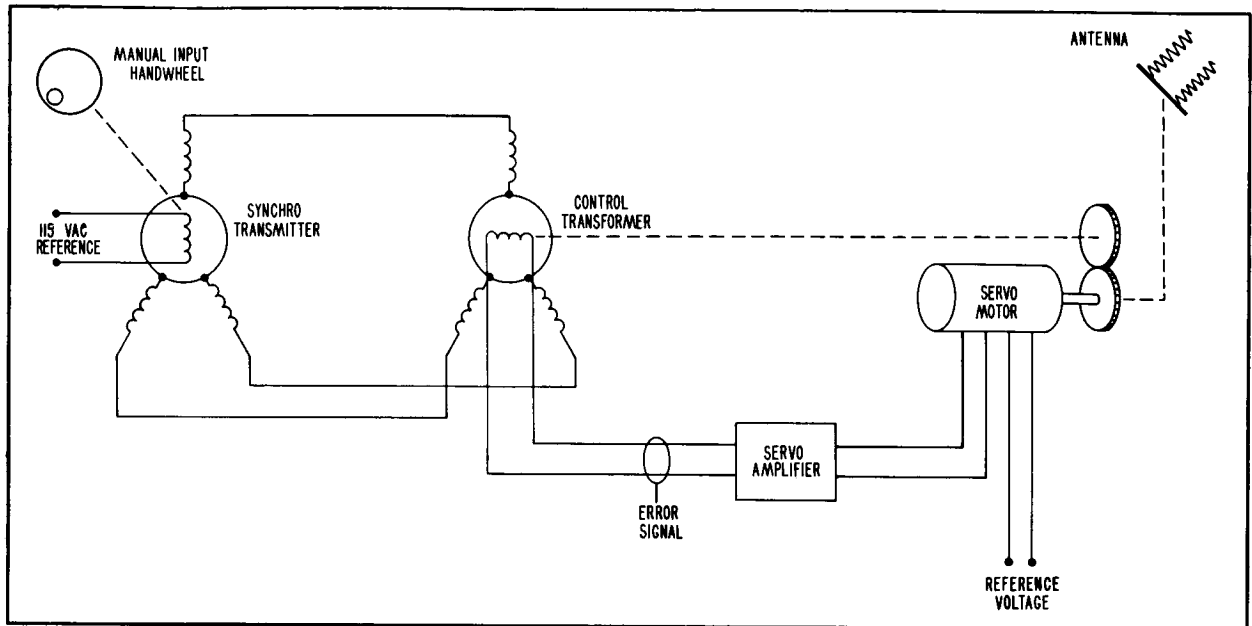 MANUAL INPUT
HANDWHEEL
ANTENNA
115 VAC
REFERENCE
SYNCHRO
TRANSMITTER
CONTROL
TRANSFORMER
SERVO
MOTOR
SERVO
AMPLIFIER
ERROR
SIGNAL
REFERENCE
VOLTAGE